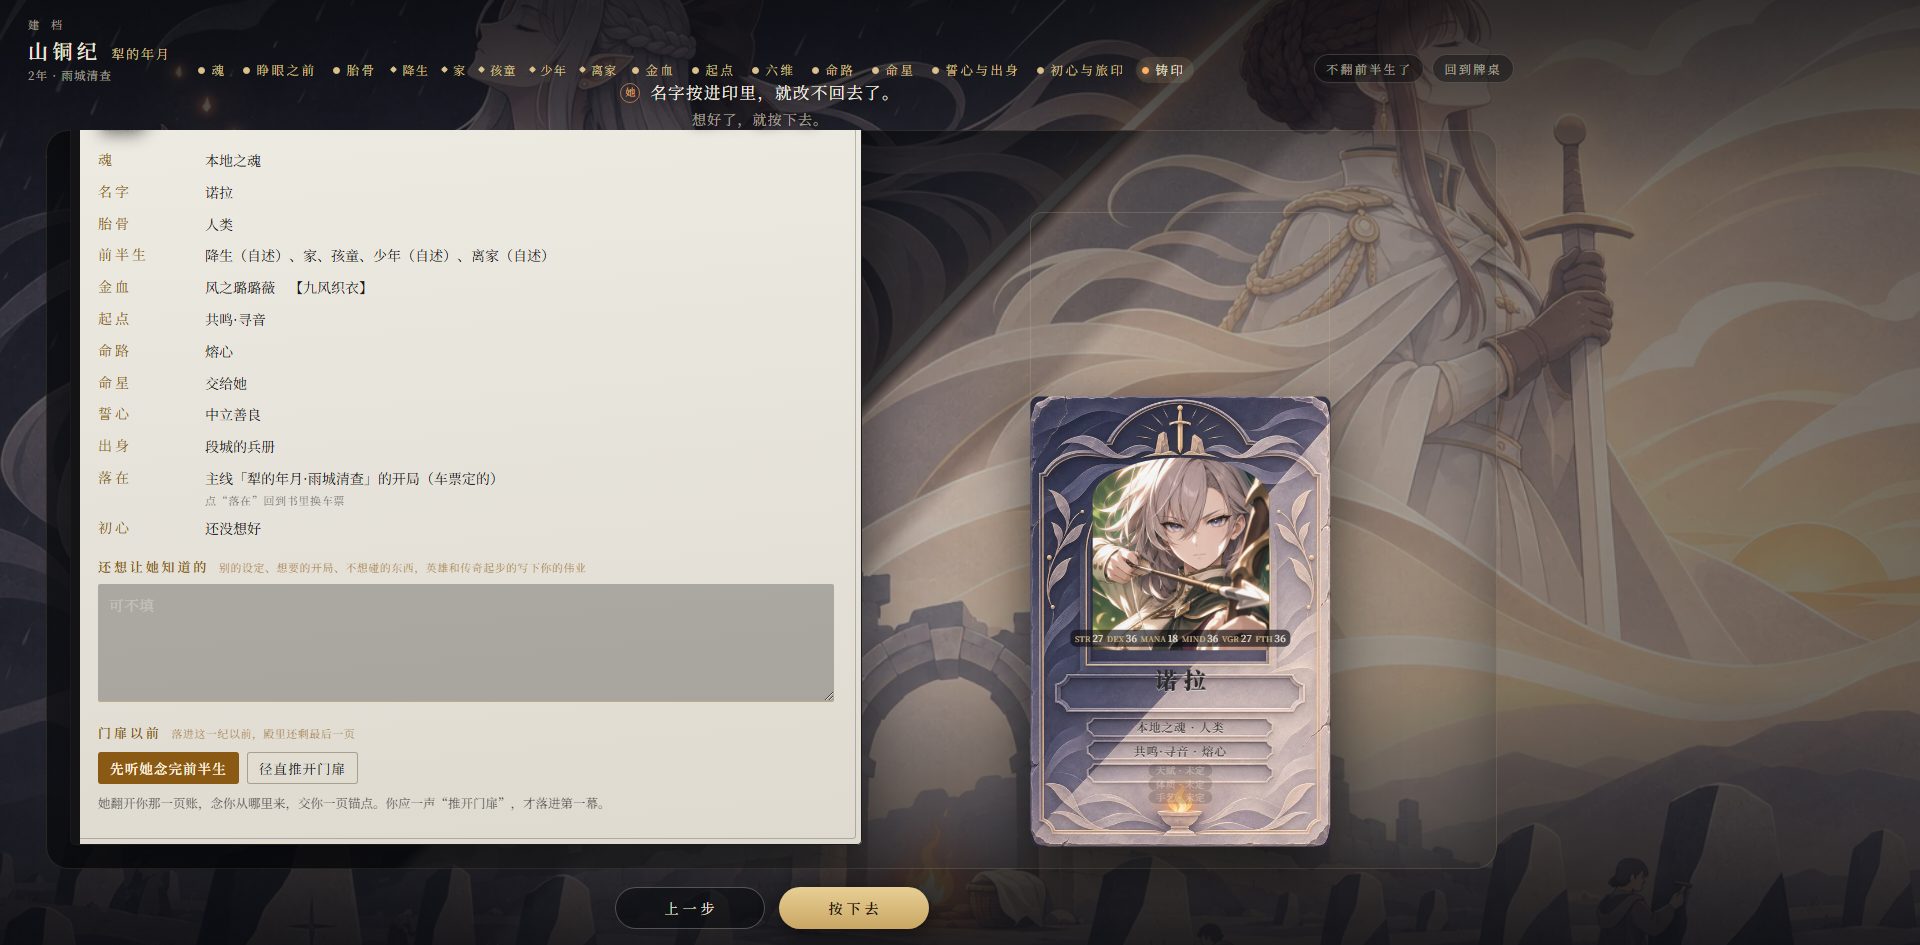 建 档
山铜纪 犁的年月
2年 · 雨城清查
魂 睁眼之前 胎骨 降生 家 孩童 少年 离家 金血 起点 六维 命路 命星 誓心与出身 初心与旅印 铸印
不翻前半生了 回到牌桌
她 名字按进印里，就改不回去了。
想好了，就按下去。
魂 本地之魂
名字 诺拉
胎骨 人类
前半生 降生（自述）、家、孩童、少年（自述）、离家（自述）
金血 风之璐璐薇 【九风织衣】
起点 共鸣·寻音
命路 熔心
命星 交给她
誓心 中立善良
出身 段城的兵册
落在 主线「犁的年月·雨城清查」的开局（车票定的）
点“落在”回到书里换车票
初心 还没想好
还想让她知道的 别的设定、想要的开局、不想碰的东西，英雄和传奇起步的写下你的伟业
可不填
门扉以前 落进这一纪以前，殿里还剩最后一页
先听她念完前半生 径直推开门扉
她翻开你那一页账，念你从哪里来，交你一页锚点。你应一声“推开门扉”，才落进第一幕。
STR 27 DEX 36 MANA 18 MIND 36 VGR 27 FTH 36
诺拉
本地之魂 · 人类
共鸣·寻音 · 熔心
天赋 · 未定
体质 · 未定
手艺 · 未定
上一步 按下去